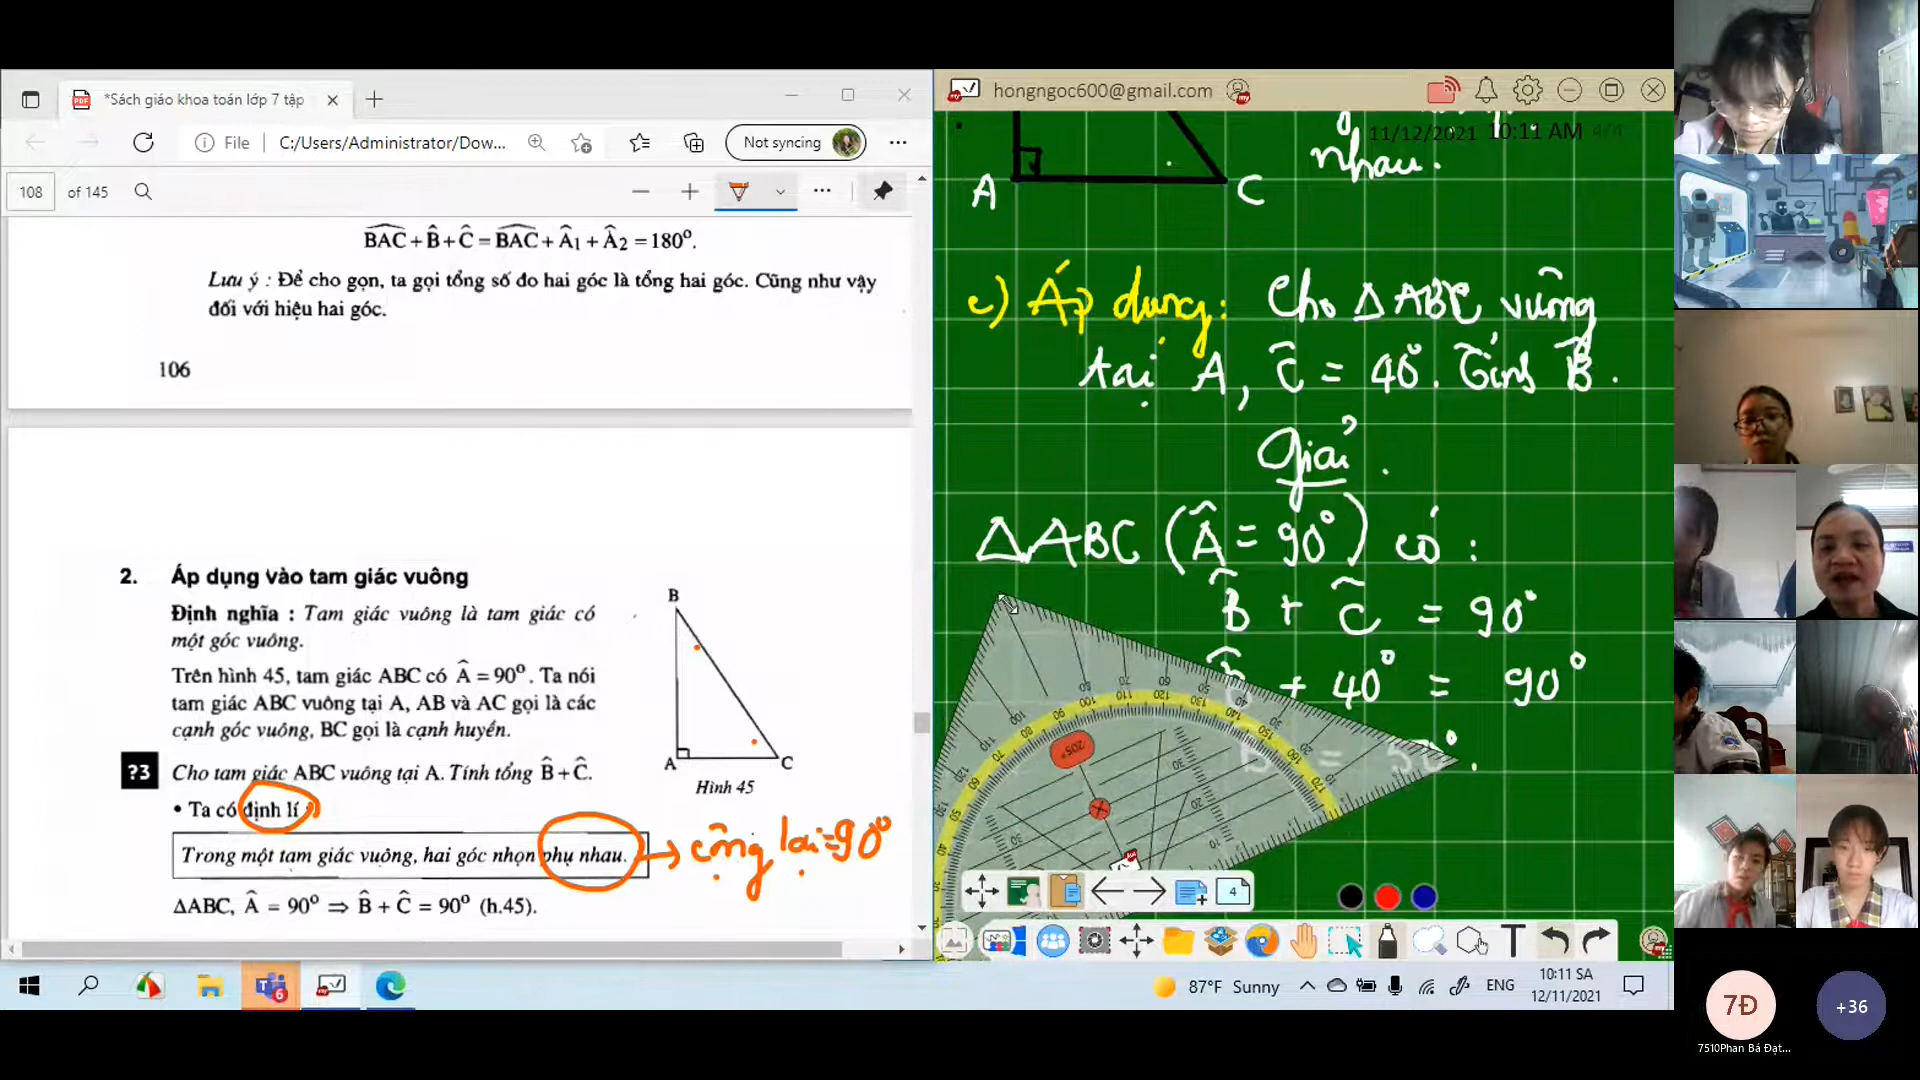 *Sách giáo khoa toán lớp 7 tập
File
C:/Users/Administrator/Dow...
Not syncing
108
of 145
BAC + B̂ + Ĉ = BAC + Â1 + Â2 = 180°.
Lưu ý : Để cho gọn, ta gọi tổng số đo hai góc là tổng hai góc. Cũng như vậy
đối với hiệu hai góc.
106
2. Áp dụng vào tam giác vuông
Định nghĩa : Tam giác vuông là tam giác có
một góc vuông.
Trên hình 45, tam giác ABC có Â = 90°. Ta nói
tam giác ABC vuông tại A, AB và AC gọi là các
cạnh góc vuông, BC gọi là cạnh huyền.
?3 Cho tam giác ABC vuông tại A. Tính tổng B̂ + Ĉ.
• Ta có định lí
Trong một tam giác vuông, hai góc nhọn phụ nhau.
ΔABC, Â = 90° ⇒ B̂ + Ĉ = 90° (h.45).
B
A
C
Hình 45
cộng lại = 90°
hongngoc600@gmail.com
11/12/2021 10:11 AM 4/4
nhau.
A
C
c) Áp dụng: Cho Δ ABC vuông
tại A, Ĉ = 40°. Tính B̂.
Giải.
ΔABC (Â = 90°) có :
B̂ + Ĉ = 90°
+ 40° = 90°
B = 50°.
205°
4
T
87°F Sunny
ENG
10:11 SA
12/11/2021
7Đ
7510Phan Bá Đạt...
+36